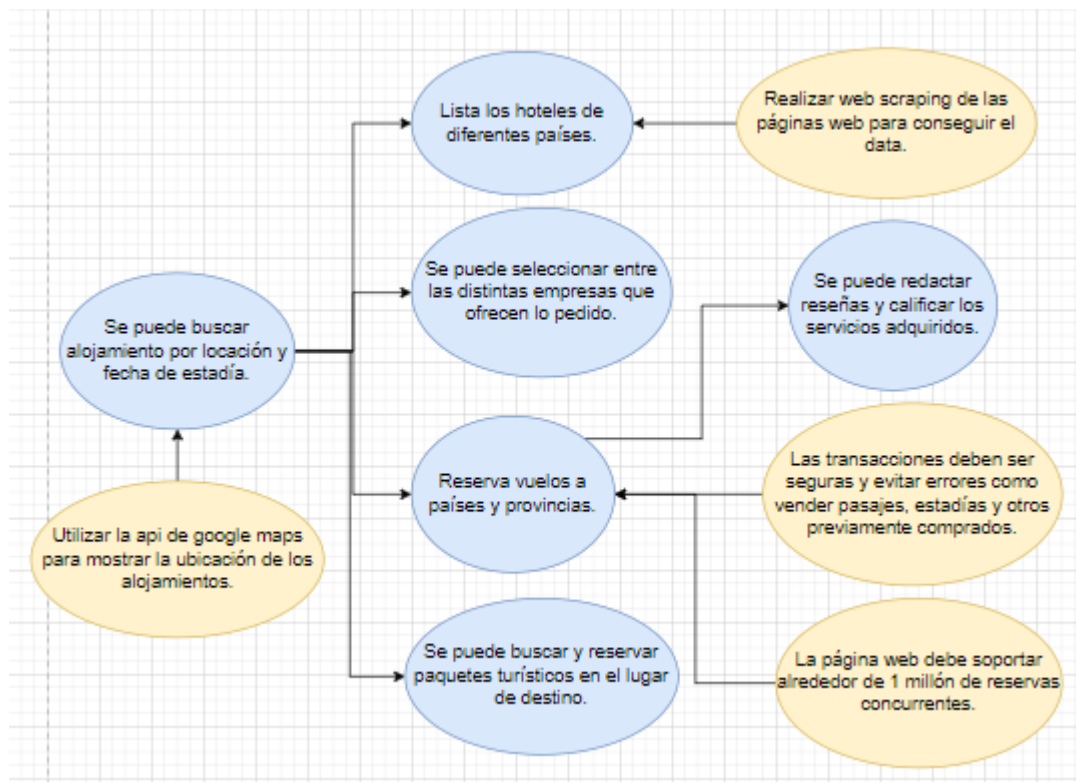 Lista los hoteles de
diferentes países.
Realizar web scraping de las
páginas web para conseguir el
data.
Se puede seleccionar entre
las distintas empresas que
ofrecen lo pedido.
Se puede redactar
reseñas y calificar los
servicios adquiridos.
Se puede buscar
alojamiento por locación y
fecha de estadía.
Reserva vuelos a
países y provincias.
Las transacciones deben ser
seguras y evitar errores como
vender pasajes, estadías y otros
previamente comprados.
Utilizar la api de google maps
para mostrar la ubicación de los
alojamientos.
Se puede buscar y reservar
paquetes turísticos en el lugar
de destino.
La página web debe soportar
alrededor de 1 millón de reservas
concurrentes.